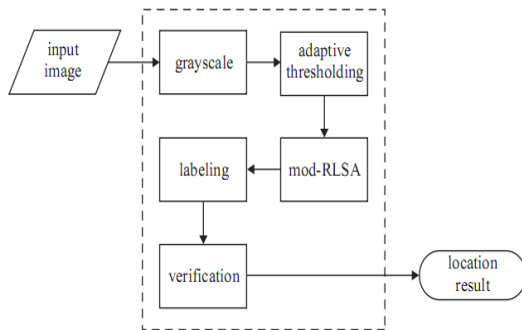 input
image
grayscale
adaptive
thresholding
labeling
mod-RLSA
verification
location
result